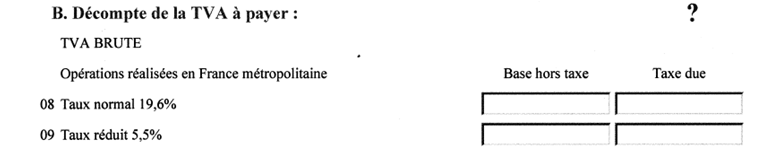 B. Décompte de la TVA à payer : ?
TVA BRUTE
Opérations réalisées en France métropolitaine Base hors taxe Taxe due
08 Taux normal 19,6%
09 Taux réduit 5,5%